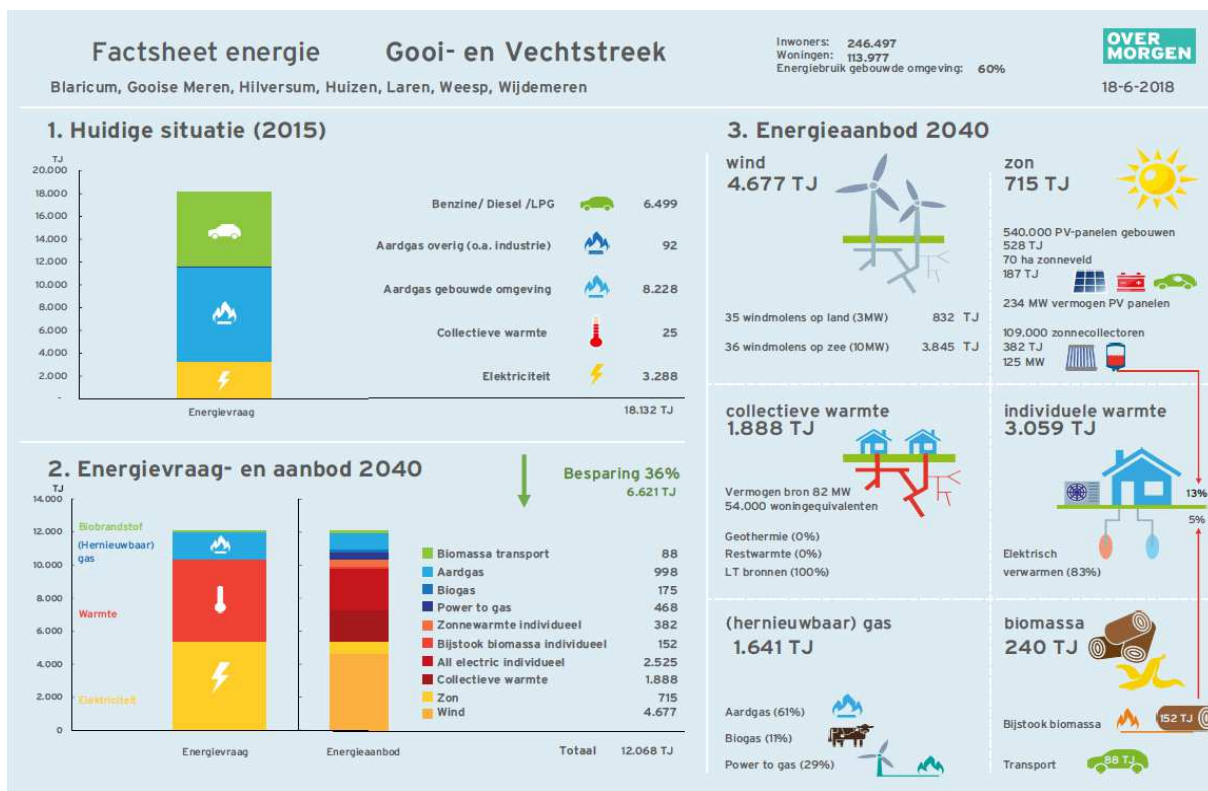 Factsheet energie Gooi- en Vechtstreek
Blaricum, Gooise Meren, Hilversum, Huizen, Laren, Weesp, Wijdemeren
Inwoners: 246.497
Woningen: 113.977
Energiebruik gebouwde omgeving: 60%
OVER
MORGEN
18-6-2018
1. Huidige situatie (2015)
TJ
20.000
18.000
16.000
14.000
12.000
10.000
8.000
6.000
4.000
2.000
-
Energievraag
Benzine/ Diesel /LPG 6.499
Aardgas overig (o.a. industrie) 92
Aardgas gebouwde omgeving 8.228
Collectieve warmte 25
Elektriciteit 3.288
18.132 TJ
2. Energievraag- en aanbod 2040
Besparing 36%
6.621 TJ
TJ
14.000
12.000
10.000
8.000
6.000
4.000
2.000
0
Biobrandstof
(Hernieuwbaar)
gas
Warmte
Elektriciteit
Energievraag
Energieaanbod
Biomassa transport 88
Aardgas 998
Biogas 175
Power to gas 468
Zonnewarmte individueel 382
Bijstook biomassa individueel 152
All electric individueel 2.525
Collectieve warmte 1.888
Zon 715
Wind 4.677
Totaal 12.068 TJ
3. Energieaanbod 2040
wind
4.677 TJ
35 windmolens op land (3MW) 832 TJ
36 windmolens op zee (10MW) 3.845 TJ
zon
715 TJ
540.000 PV-panelen gebouwen
528 TJ
70 ha zonneveld
187 TJ
234 MW vermogen PV panelen
109.000 zonnecollectoren
382 TJ
125 MW
collectieve warmte
1.888 TJ
Vermogen bron 82 MW
54.000 woningequivalenten
Geothermie (0%)
Restwarmte (0%)
LT bronnen (100%)
individuele warmte
3.059 TJ
13%
5%
Elektrisch
verwarmen (83%)
(hernieuwbaar) gas
1.641 TJ
Aardgas (61%)
Biogas (11%)
Power to gas (29%)
biomassa
240 TJ
Bijstook biomassa 152 TJ
Transport 88 TJ